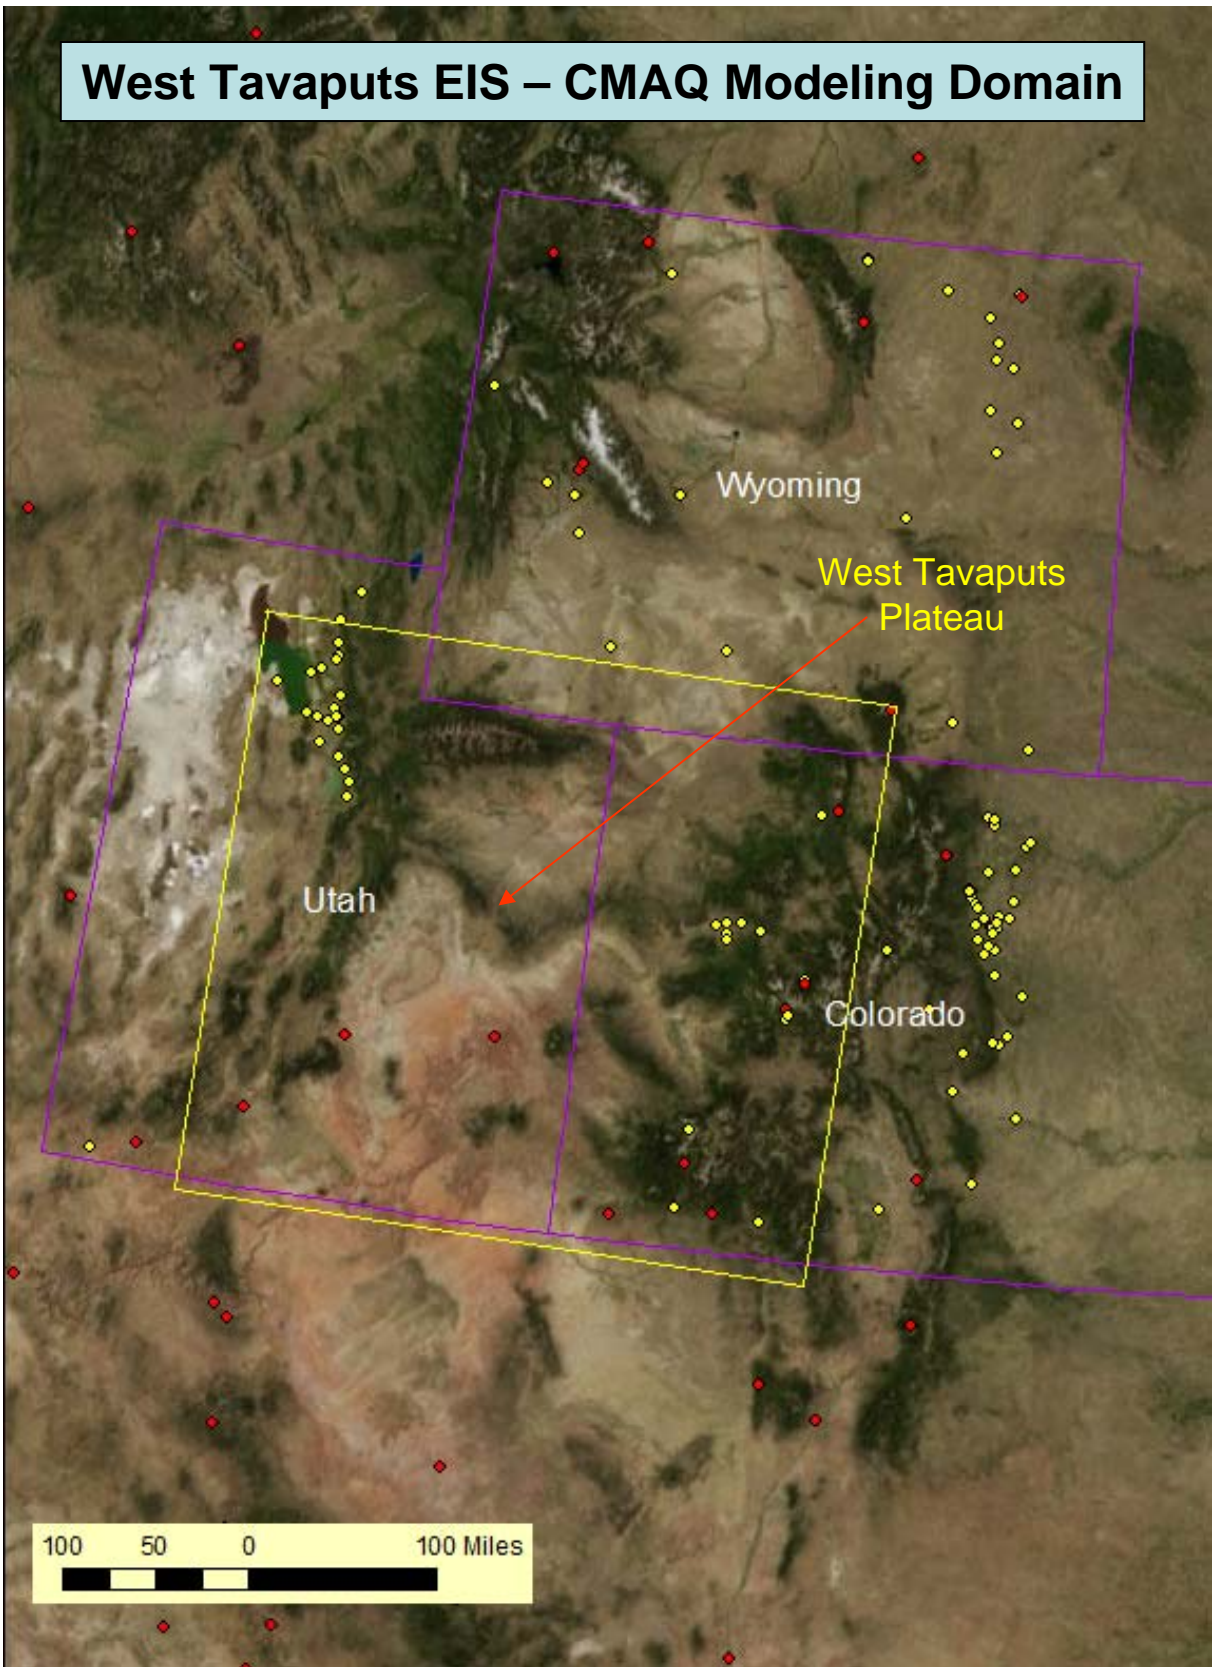 West Tavaputs EIS – CMAQ Modeling Domain
Wyoming
West Tavaputs
Plateau
Utah
Colorado
100 50 0 100 Miles